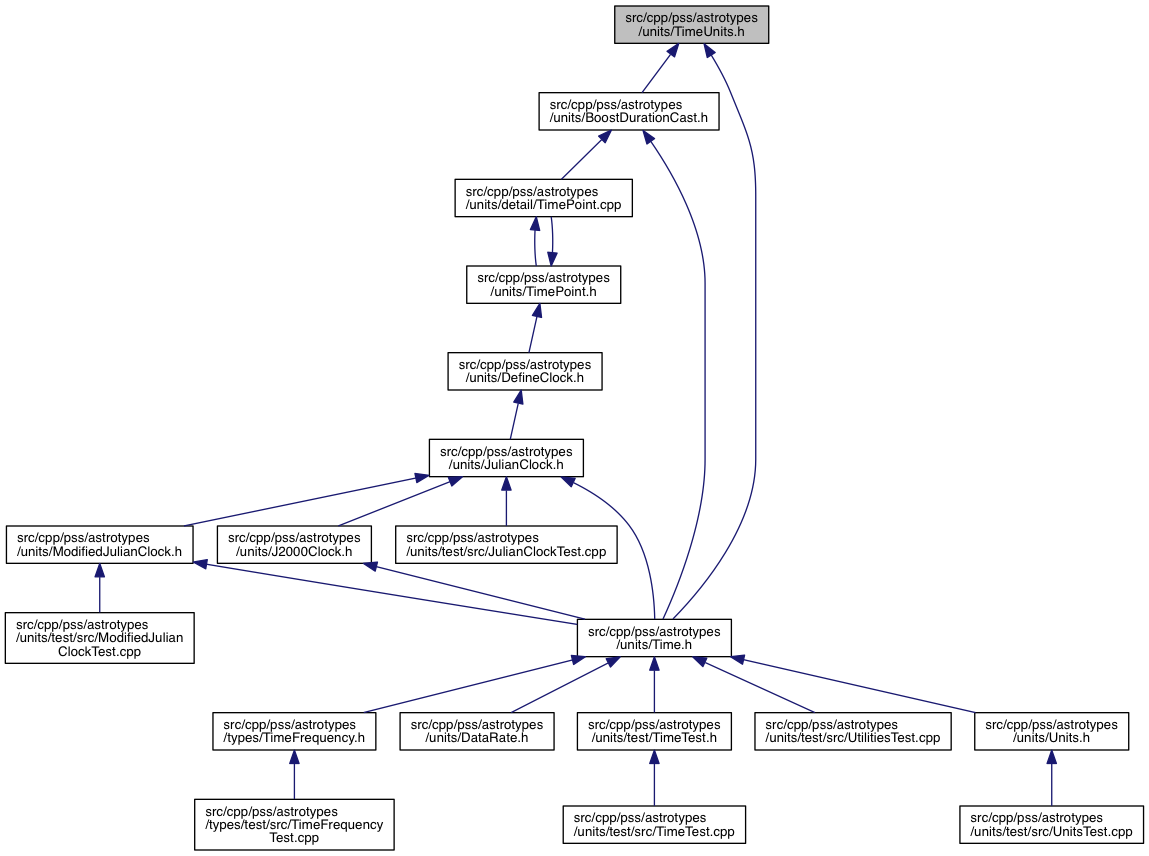 src/cpp/pss/astrotypes
/units/TimeUnits.h
src/cpp/pss/astrotypes
/units/BoostDurationCast.h
src/cpp/pss/astrotypes
/units/detail/TimePoint.cpp
src/cpp/pss/astrotypes
/units/TimePoint.h
src/cpp/pss/astrotypes
/units/DefineClock.h
src/cpp/pss/astrotypes
/units/JulianClock.h
src/cpp/pss/astrotypes
/units/ModifiedJulianClock.h
src/cpp/pss/astrotypes
/units/J2000Clock.h
src/cpp/pss/astrotypes
/units/test/src/JulianClockTest.cpp
src/cpp/pss/astrotypes
/units/test/src/ModifiedJulian
ClockTest.cpp
src/cpp/pss/astrotypes
/units/Time.h
src/cpp/pss/astrotypes
/types/TimeFrequency.h
src/cpp/pss/astrotypes
/units/DataRate.h
src/cpp/pss/astrotypes
/units/test/TimeTest.h
src/cpp/pss/astrotypes
/units/test/src/UtilitiesTest.cpp
src/cpp/pss/astrotypes
/units/Units.h
src/cpp/pss/astrotypes
/types/test/src/TimeFrequency
Test.cpp
src/cpp/pss/astrotypes
/units/test/src/TimeTest.cpp
src/cpp/pss/astrotypes
/units/test/src/UnitsTest.cpp